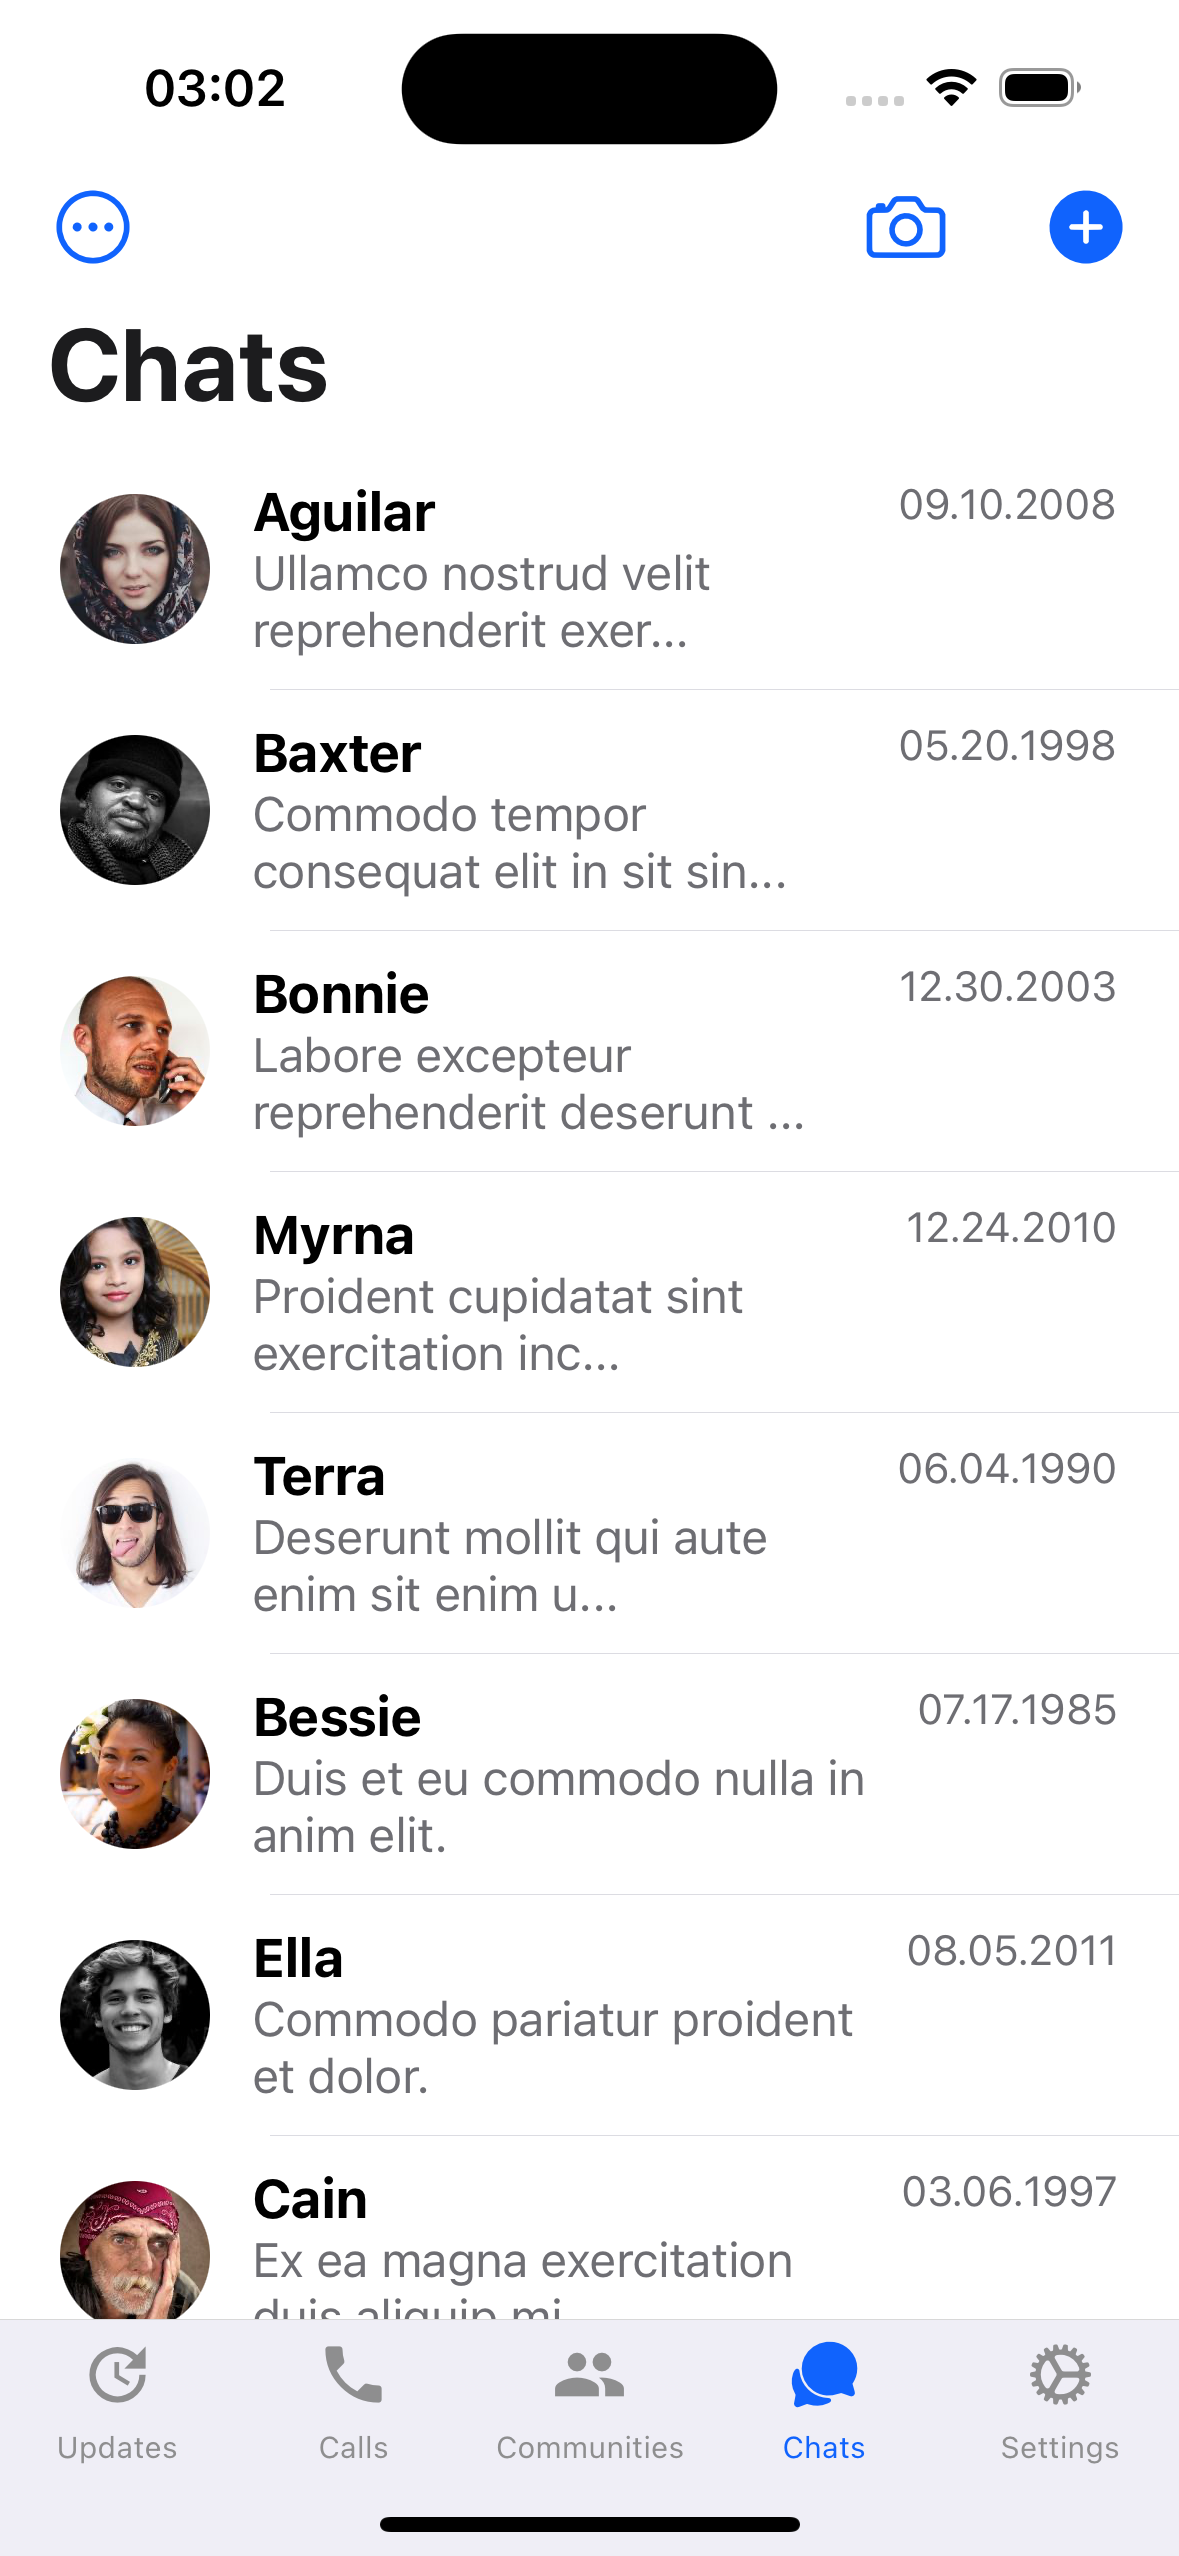 03:02
Chats
Aguilar
09.10.2008
Ullamco nostrud velit
reprehenderit exer...
Baxter
05.20.1998
Commodo tempor
consequat elit in sit sin...
Bonnie
12.30.2003
Labore excepteur
reprehenderit deserunt ...
Myrna
12.24.2010
Proident cupidatat sint
exercitation inc...
Terra
06.04.1990
Deserunt mollit qui aute
enim sit enim u...
Bessie
07.17.1985
Duis et eu commodo nulla in
anim elit.
Ella
08.05.2011
Commodo pariatur proident
et dolor.
Cain
03.06.1997
Ex ea magna exercitation
duis aliquip mi
Updates
Calls
Communities
Chats
Settings